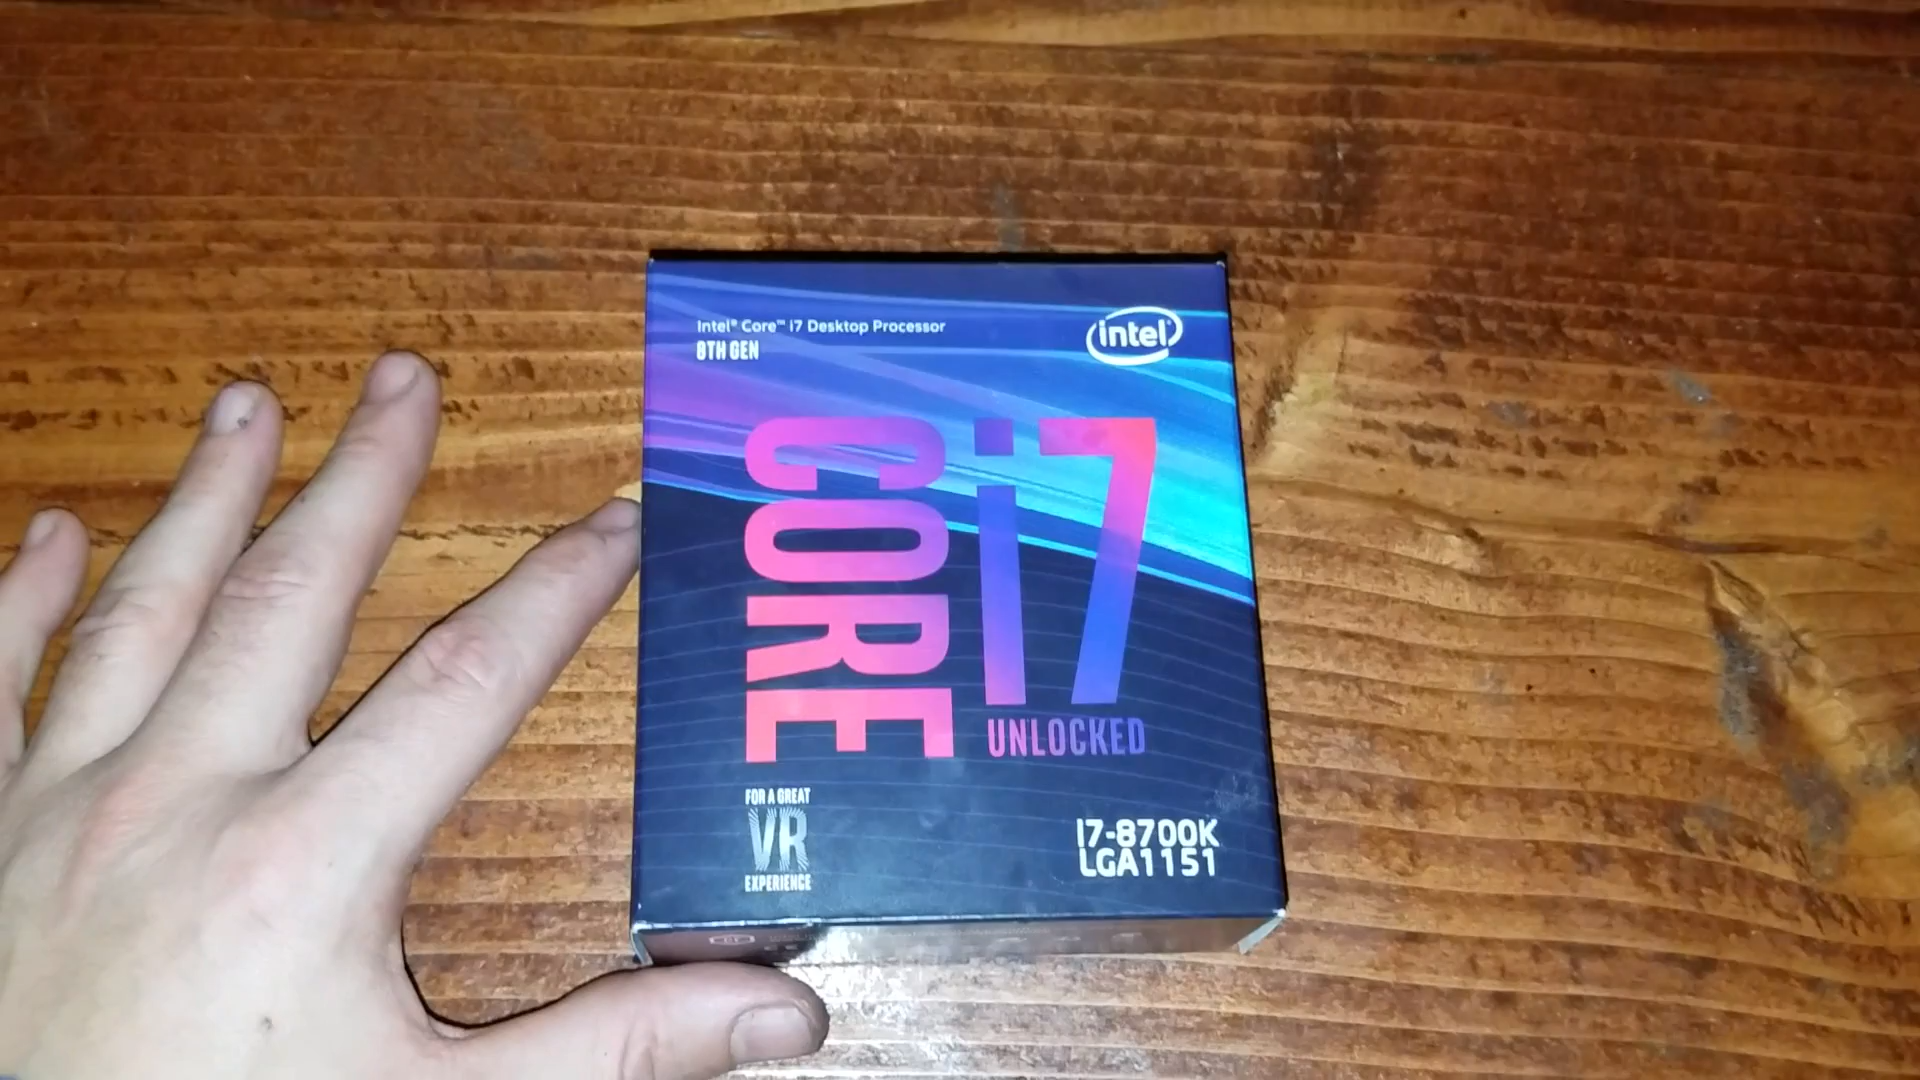 Intel® Core™ i7 Desktop Processor
8TH GEN
intel®
CORE
i7
UNLOCKED
FOR A GREAT
VR
EXPERIENCE
I7-8700K
LGA1151